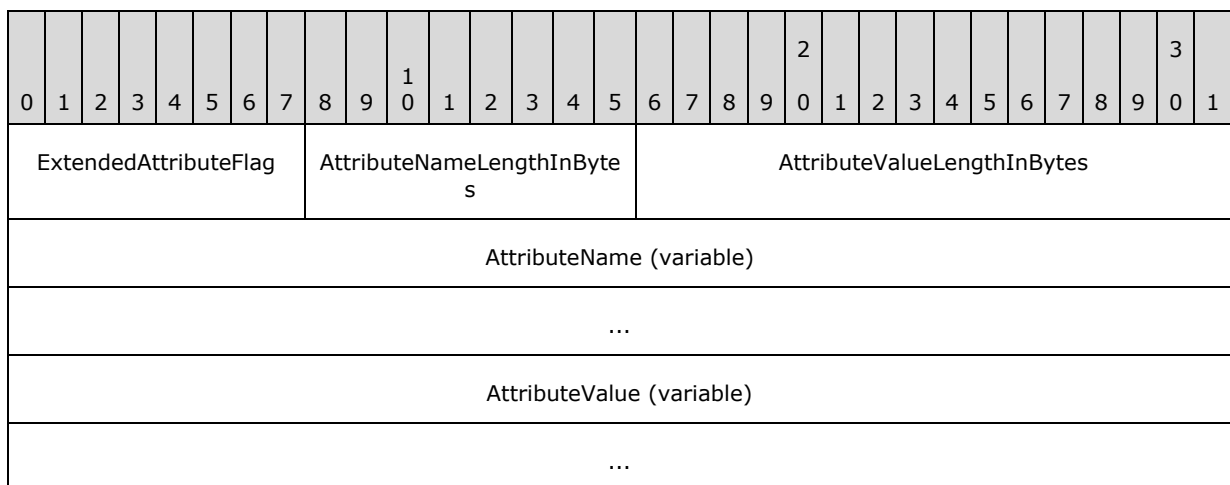 1 2 3
0 1 2 3 4 5 6 7 8 9 0 1 2 3 4 5 6 7 8 9 0 1 2 3 4 5 6 7 8 9 0 1
ExtendedAttributeFlag AttributeNameLengthInByte AttributeValueLengthInBytes
s
AttributeName (variable)
...
AttributeValue (variable)
...